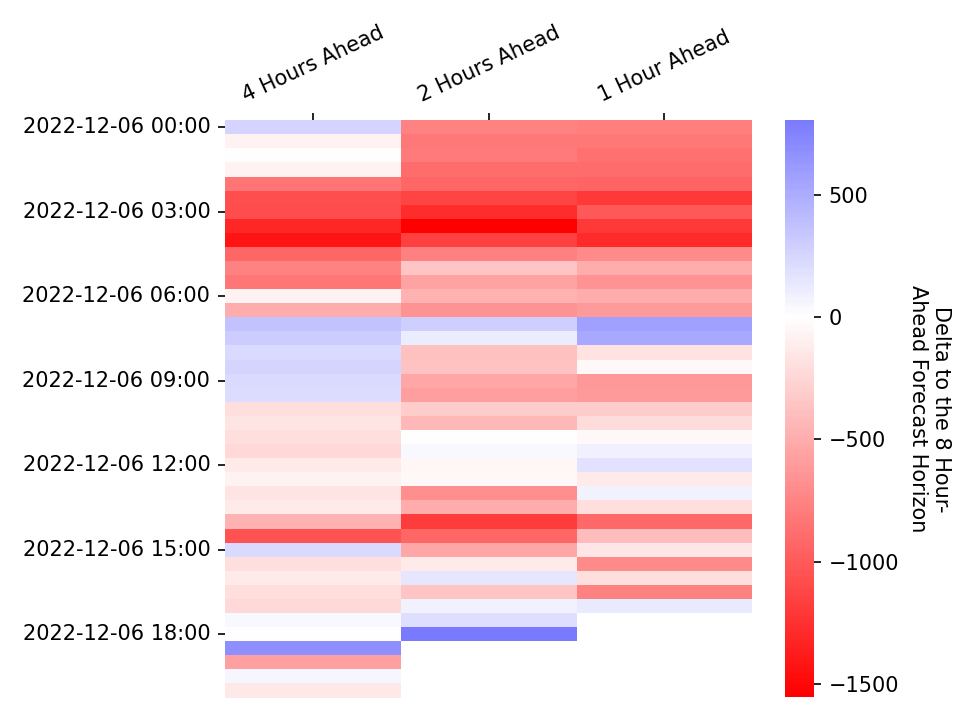 4 Hours Ahead
2 Hours Ahead
1 Hour Ahead
2022-12-06 00:00
2022-12-06 03:00
2022-12-06 06:00
2022-12-06 09:00
2022-12-06 12:00
2022-12-06 15:00
2022-12-06 18:00
500
0
−500
−1000
−1500
Delta to the 8 Hour-
Ahead Forecast Horizon